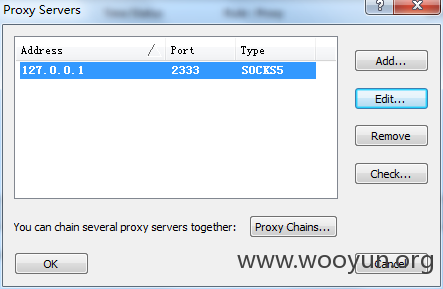 Proxy Servers
Address / Port Type
127.0.0.1 2333 SOCKS5
Add...
Edit...
Remove
Check...
You can chain several proxy servers together: Proxy Chains...
OK Cancel
www.wooyun.org